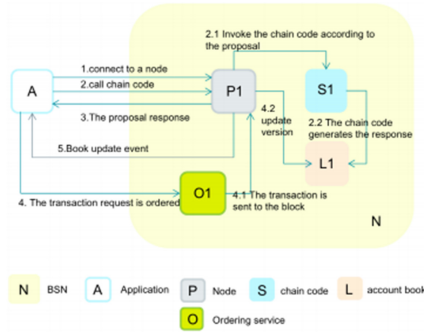 2.1 Invoke the chain code according to
the proposal
1.connect to a node
2.call chain code
A
P1
S1
3.The proposal response
4.2
update
version
2.2 The chain code
generates the response
5.Book update event
L1
O1
4. The transaction request is ordered
4.1 The transaction is
sent to the block
N
N BSN
A Application
P Node
S chain code
L account book
O Ordering service